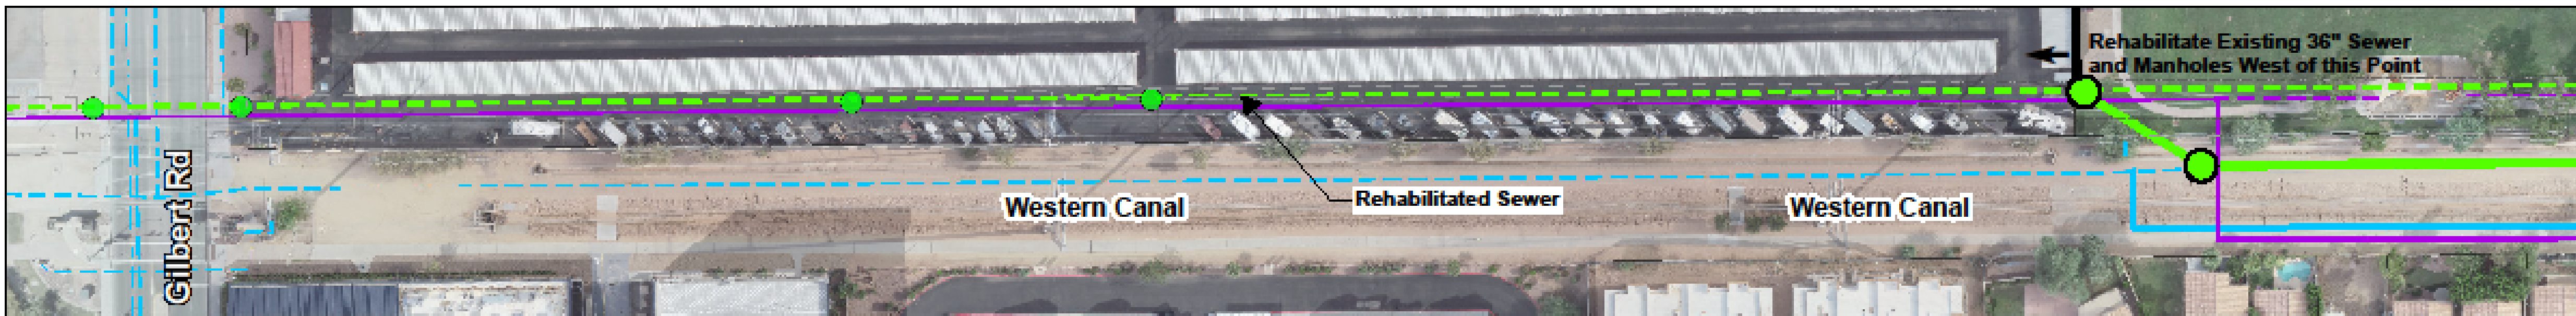 Rehabilitate Existing 36" Sewer
and Manholes West of this Point
Gilbert Rd
Western Canal
Rehabilitated Sewer
Western Canal